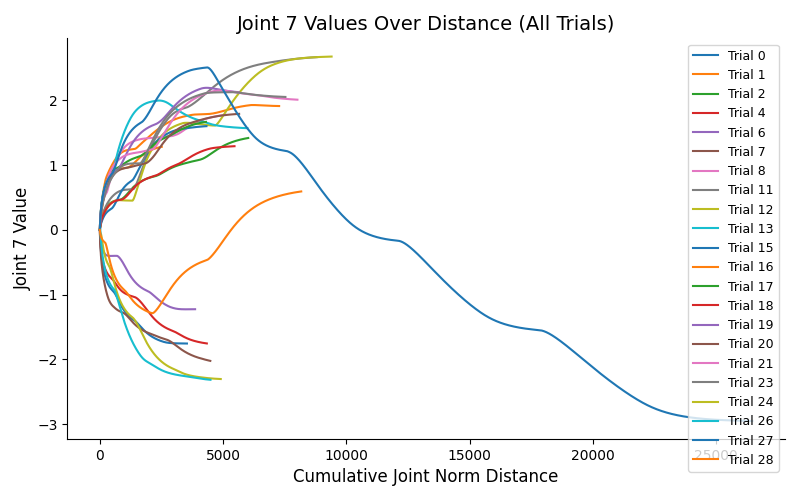 Joint 7 Values Over Distance (All Trials)
Joint 7 Value
2
1
0
−1
−2
−3
0
5000
10000
15000
20000
25000
Cumulative Joint Norm Distance
Trial 0
Trial 1
Trial 2
Trial 4
Trial 6
Trial 7
Trial 8
Trial 11
Trial 12
Trial 13
Trial 15
Trial 16
Trial 17
Trial 18
Trial 19
Trial 20
Trial 21
Trial 23
Trial 24
Trial 26
Trial 27
Trial 28